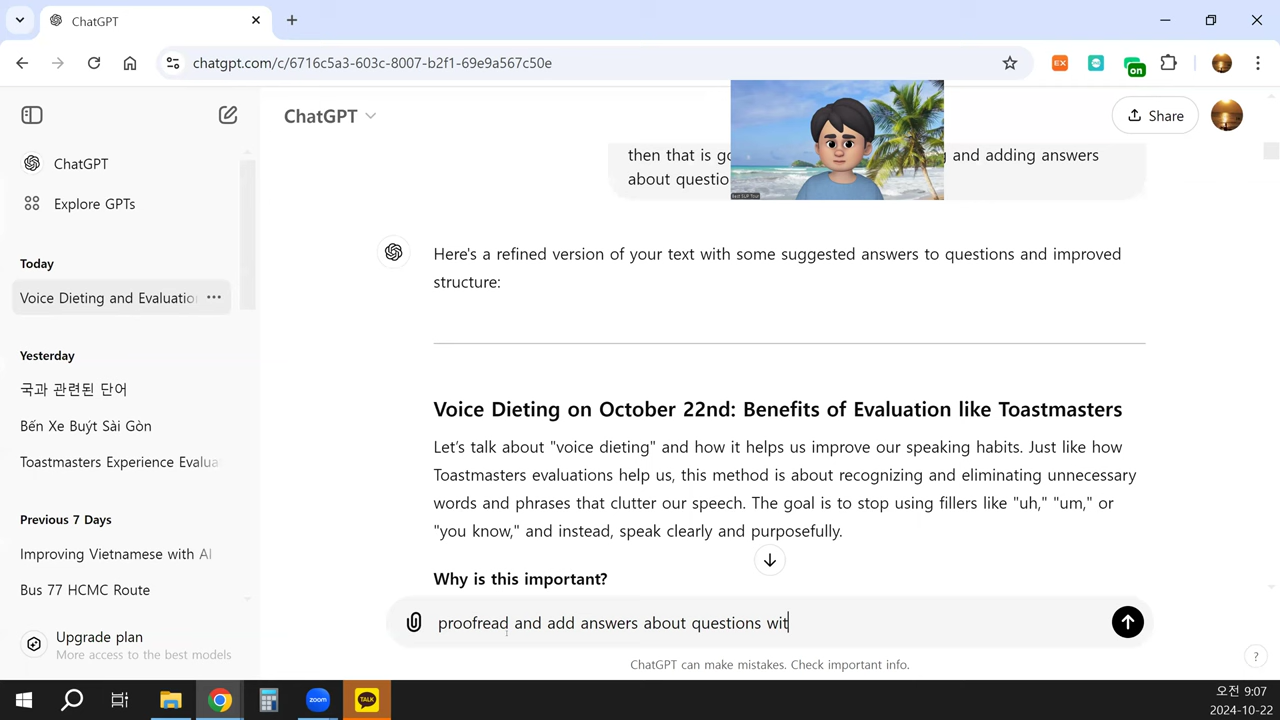 ChatGPT
chatgpt.com/c/6716c5a3-603c-8007-b2f1-69e9a567c50e
EX
on
ChatGPT
Share
ChatGPT
Explore GPTs
Today
Voice Dieting and Evaluatio
Yesterday
국과 관련된 단어
Bến Xe Buýt Sài Gòn
Toastmasters Experience Evalua
Previous 7 Days
Improving Vietnamese with AI
Bus 77 HCMC Route
Upgrade plan
More access to the best models
then that is and adding answers
about questio
Here's a refined version of your text with some suggested answers to questions and improved
structure:
Voice Dieting on October 22nd: Benefits of Evaluation like Toastmasters
Let’s talk about "voice dieting" and how it helps us improve our speaking habits. Just like how
Toastmasters evaluations help us, this method is about recognizing and eliminating unnecessary
words and phrases that clutter our speech. The goal is to stop using fillers like "uh," "um," or
"you know," and instead, speak clearly and purposefully.
Why is this important?
proofread and add answers about questions wit
ChatGPT can make mistakes. Check important info.
?
zoom
TALK
오전 9:07
2024-10-22